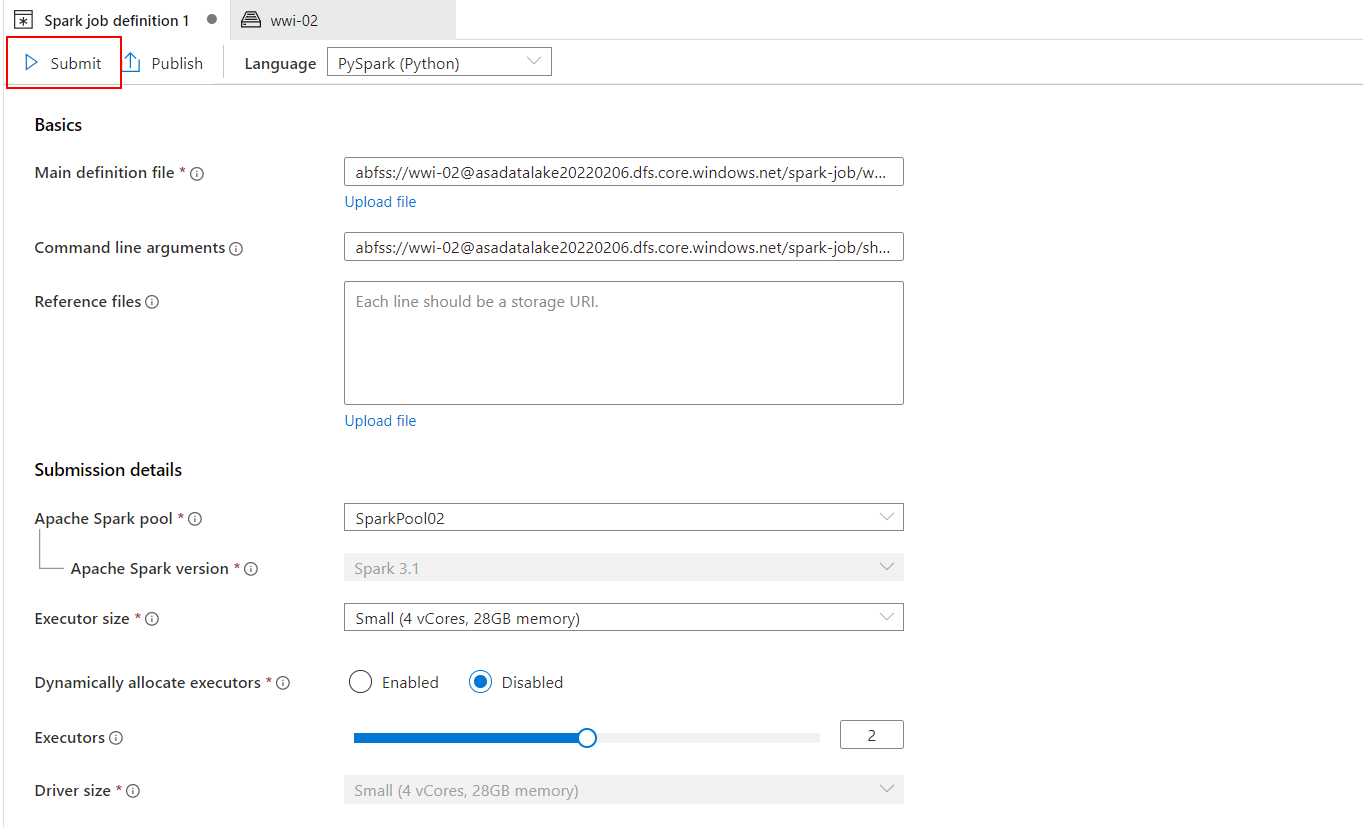 Spark job definition 1
wwi-02
Submit
Publish
Language
PySpark (Python)
Basics
Main definition file *
abfss://wwi-02@asadatalake20220206.dfs.core.windows.net/spark-job/w...
Upload file
Command line arguments
abfss://wwi-02@asadatalake20220206.dfs.core.windows.net/spark-job/sh...
Reference files
Each line should be a storage URI.
Upload file
Submission details
Apache Spark pool *
SparkPool02
Apache Spark version *
Spark 3.1
Executor size *
Small (4 vCores, 28GB memory)
Dynamically allocate executors *
Enabled
Disabled
Executors
2
Driver size *
Small (4 vCores, 28GB memory)